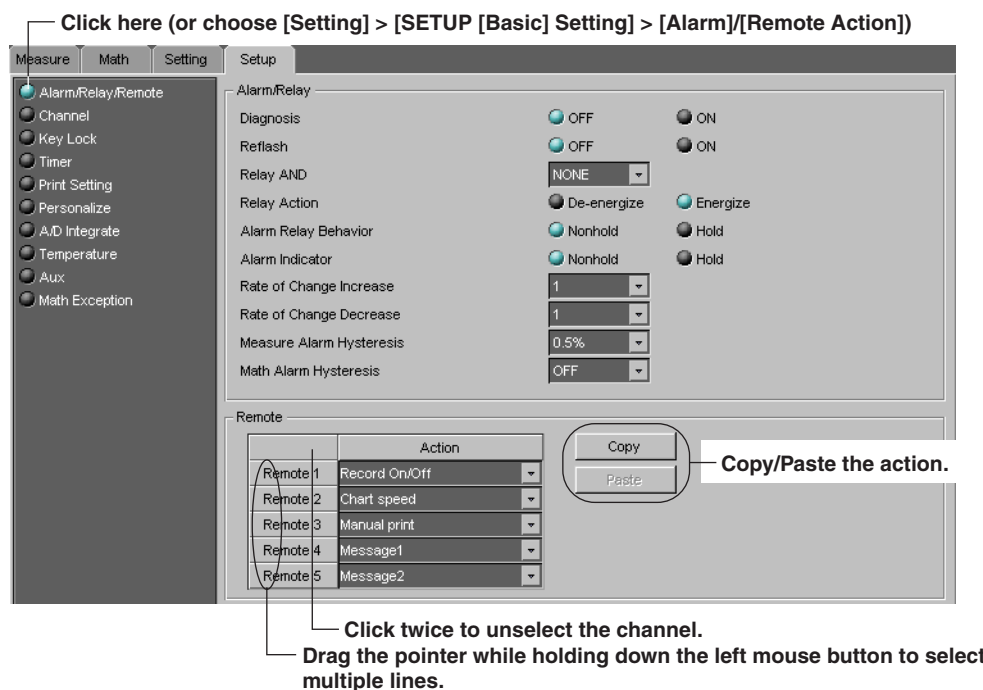 Click here (or choose [Setting] > [SETUP [Basic] Setting] > [Alarm]/[Remote Action])
Measure Math Setting Setup
Alarm/Relay/Remote
Channel
Key Lock
Timer
Print Setting
Personalize
A/D Integrate
Temperature
Aux
Math Exception
Alarm/Relay
Diagnosis OFF ON
Reflash OFF ON
Relay AND NONE
Relay Action De-energize Energize
Alarm Relay Behavior Nonhold Hold
Alarm Indicator Nonhold Hold
Rate of Change Increase 1
Rate of Change Decrease 1
Measure Alarm Hysteresis 0.5%
Math Alarm Hysteresis OFF
Remote
Action
Remote 1 Record On/Off
Remote 2 Chart speed
Remote 3 Manual print
Remote 4 Message1
Remote 5 Message2
Copy
Paste
Copy/Paste the action.
Click twice to unselect the channel.
Drag the pointer while holding down the left mouse button to select
multiple lines.